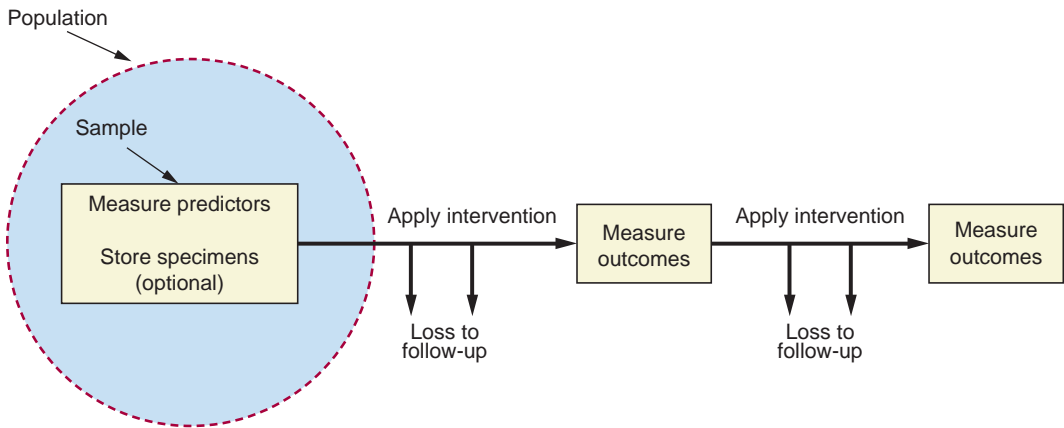 Population
Sample
Measure predictors
Store specimens
(optional)
Apply intervention
Loss to
follow-up
Measure
outcomes
Apply intervention
Loss to
follow-up
Measure
outcomes